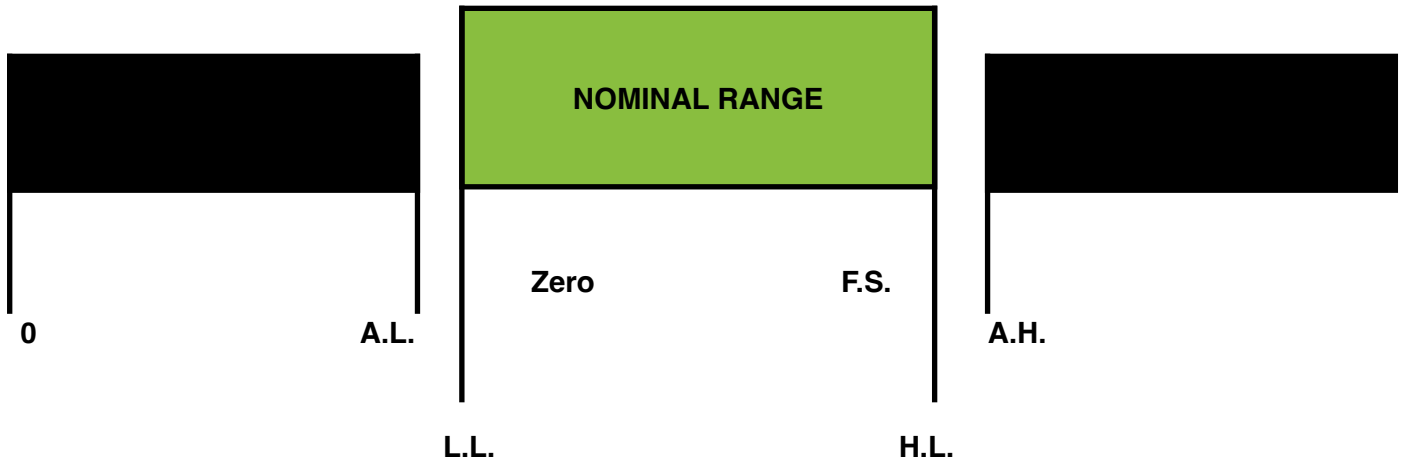 NOMINAL RANGE
Zero F.S.
0 A.L. A.H.
L.L. H.L.